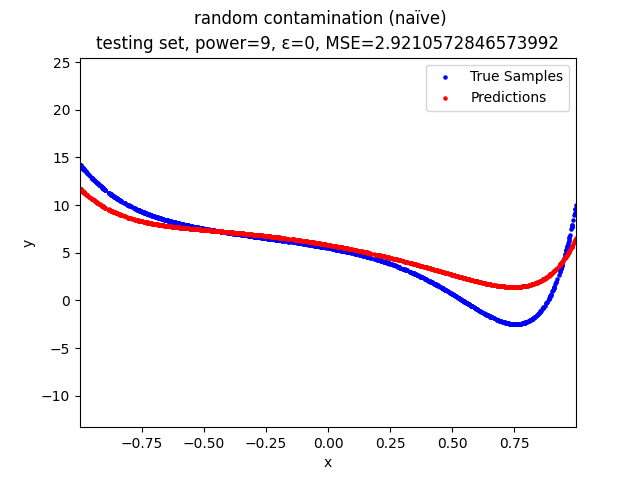 random contamination (naïve)
testing set, power=9, ε=0, MSE=2.9210572846573992
True Samples
Predictions
25
20
15
10
5
0
−5
−10
y
−0.75 −0.50 −0.25 0.00 0.25 0.50 0.75
x